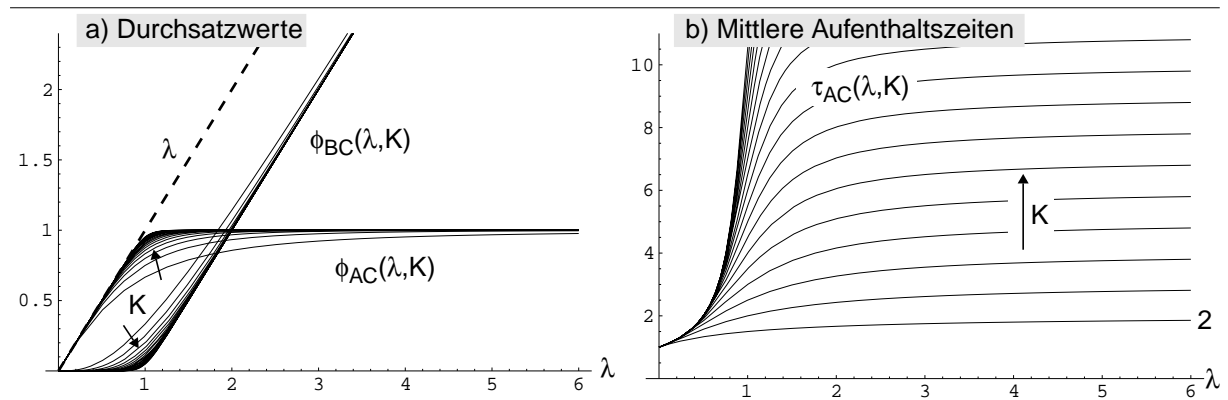 a) Durchsatzwerte
2
1.5
1
0.5
1
2
3
4
5
6
λ
λ
ϕBC(λ,K)
ϕAC(λ,K)
K
b) Mittlere Aufenthaltszeiten
10
8
6
4
2
1
2
3
4
5
6
λ
τAC(λ,K)
K
2